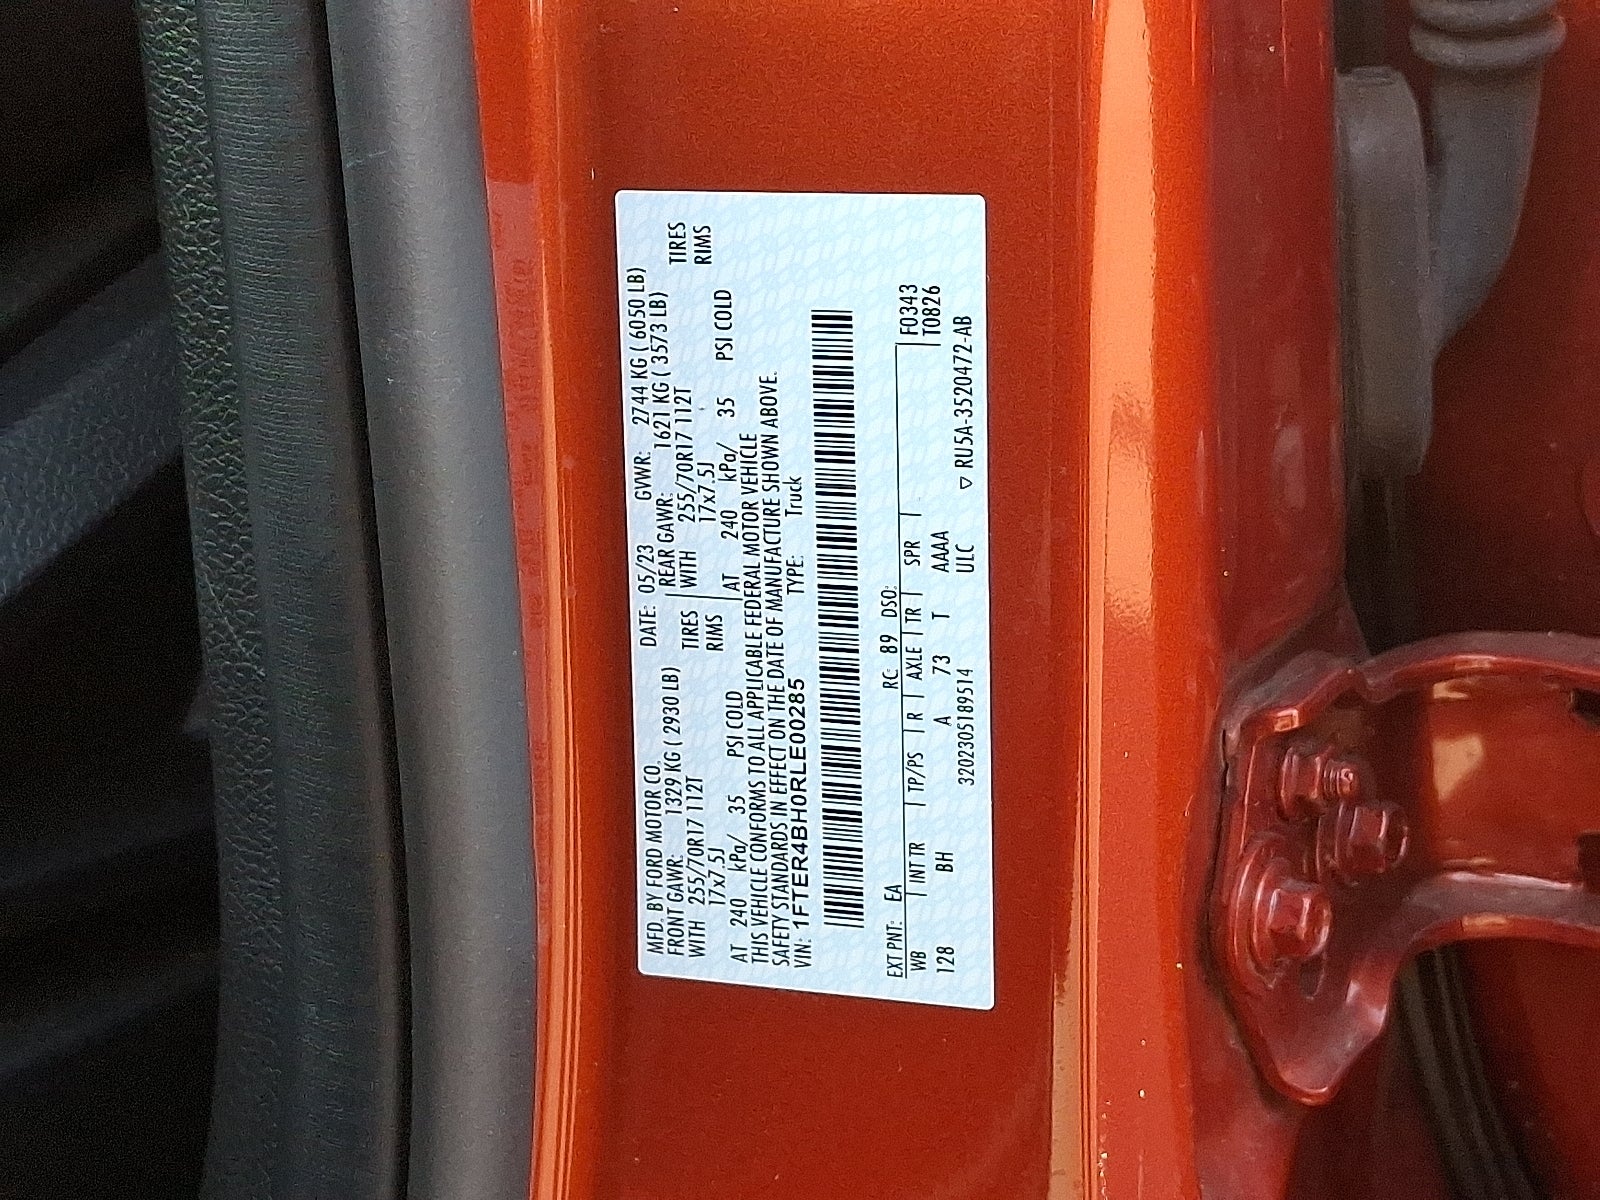 MFD. BY FORD MOTOR CO. DATE: 05/23 GVWR: 2744 KG ( 6050 LB)
FRONT GAWR: 1329 KG ( 2930 LB) REAR GAWR: 1621 KG ( 3573 LB)
WITH 255/70R17 112T TIRES WITH 255/70R17 112T TIRES
17x7.5J RIMS 17x7.5J RIMS
AT 240 kPa/ 35 PSI COLD AT 240 kPa/ 35 PSI COLD
THIS VEHICLE CONFORMS TO ALL APPLICABLE FEDERAL MOTOR VEHICLE
SAFETY STANDARDS IN EFFECT ON THE DATE OF MANUFACTURE SHOWN ABOVE.
VIN: 1FTER4BH0RLE00285 TYPE: Truck
EXT PNT: EA RC: 89 DSO:
WB INT TR TP/PS R AXLE TR SPR F0343
128 BH A 73 T AAAA T0826
3202305189514 ULC ▽ RU5A-3520472-AB